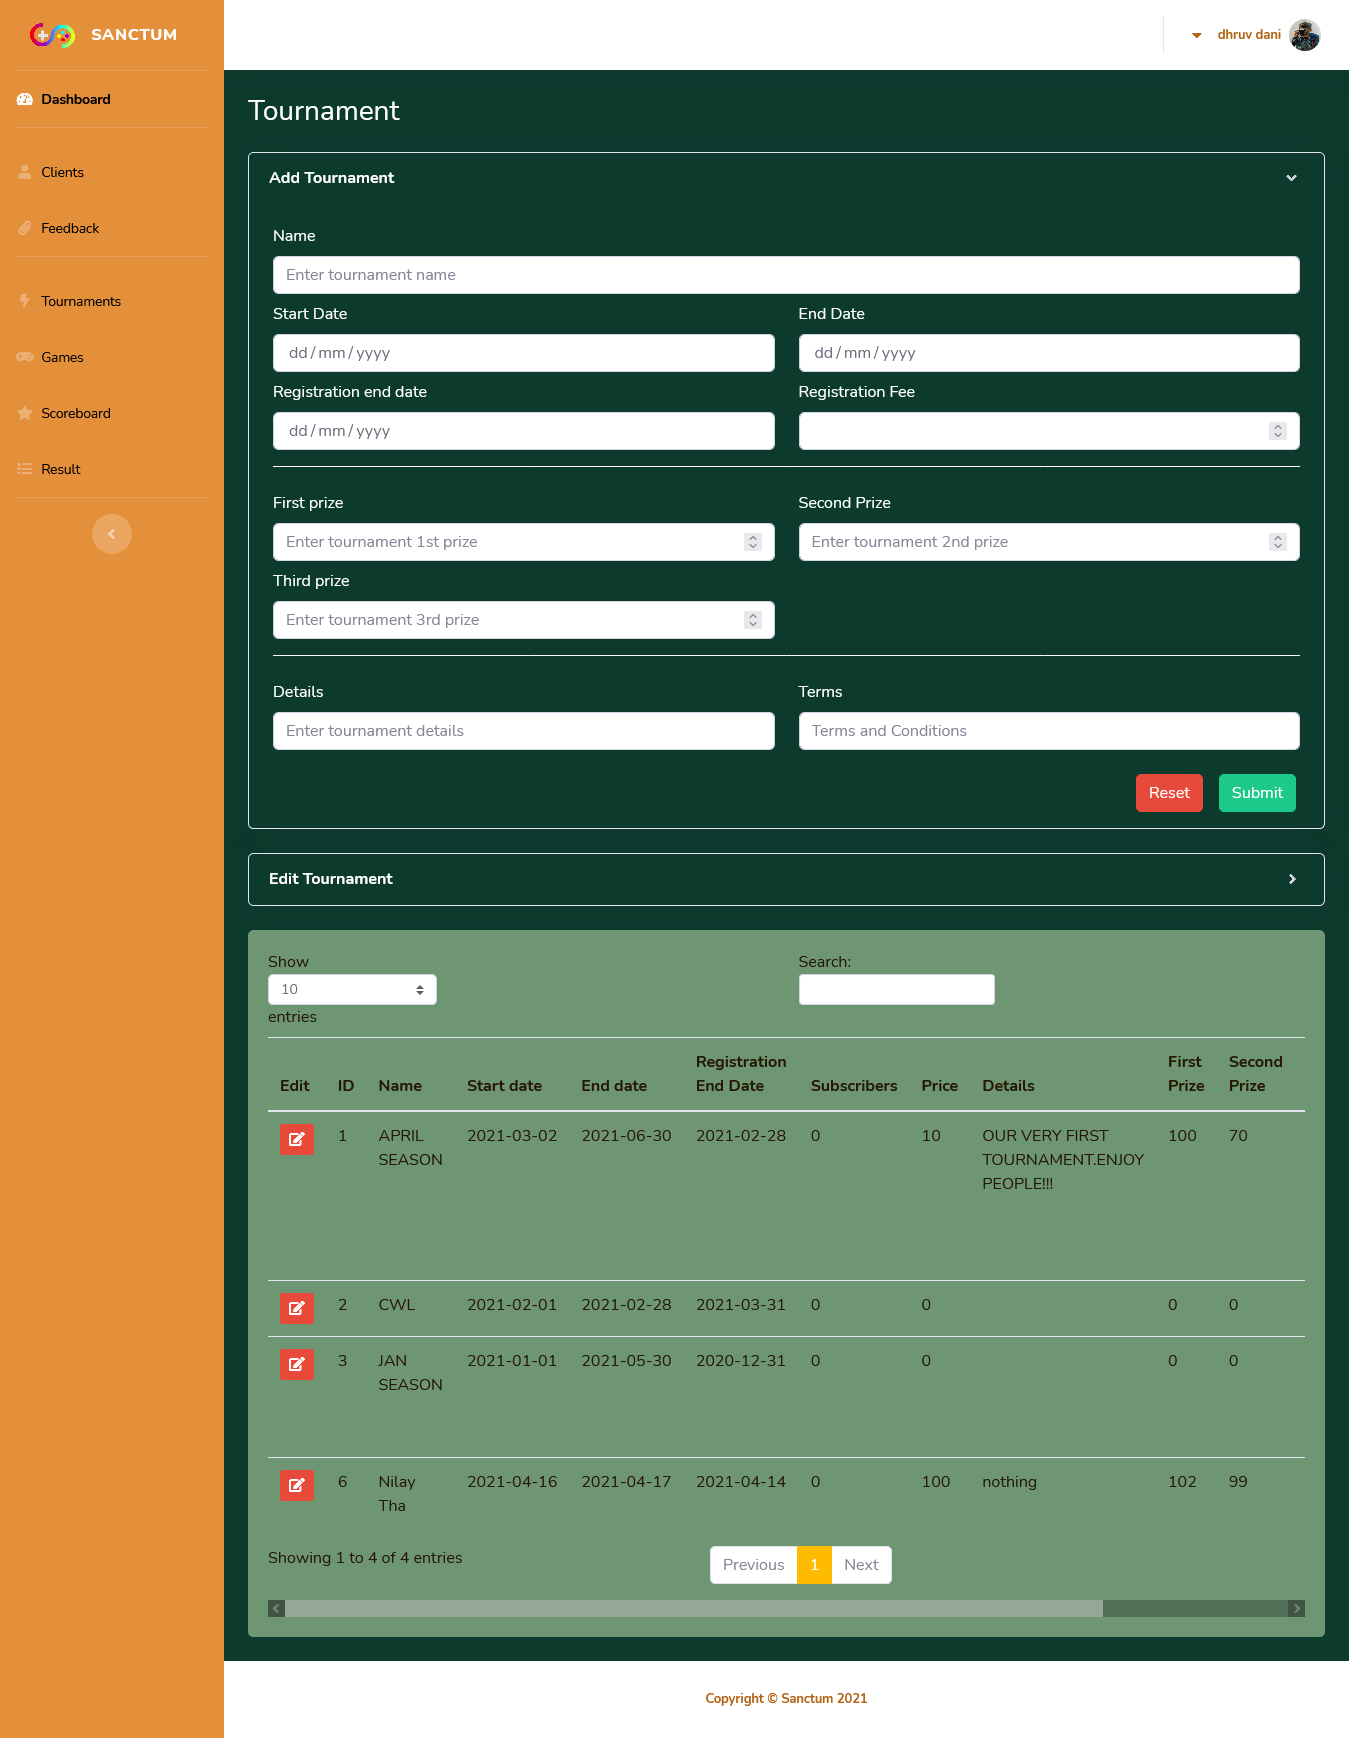 SANCTUM
dhruv dani
Dashboard
Clients
Feedback
Tournaments
Games
Scoreboard
Result
Tournament
Add Tournament
Name
Enter tournament name
Start Date End Date
dd/mm/yyyy dd/mm/yyyy
Registration end date Registration Fee
dd/mm/yyyy
First prize Second Prize
Enter tournament 1st prize Enter tournament 2nd prize
Third prize
Enter tournament 3rd prize
Details Terms
Enter tournament details Terms and Conditions
Reset Submit
Edit Tournament
Show Search:
10
entries
Registration First Second
Edit ID Name Start date End date End Date Subscribers Price Details Prize Prize
1 APRIL 2021-03-02 2021-06-30 2021-02-28 0 10 OUR VERY FIRST 100 70
SEASON TOURNAMENT.ENJOY
PEOPLE!!!
2 CWL 2021-02-01 2021-02-28 2021-03-31 0 0 0 0
3 JAN 2021-01-01 2021-05-30 2020-12-31 0 0 0 0
SEASON
6 Nilay 2021-04-16 2021-04-17 2021-04-14 0 100 nothing 102 99
Tha
Showing 1 to 4 of 4 entries Previous 1 Next
Copyright © Sanctum 2021